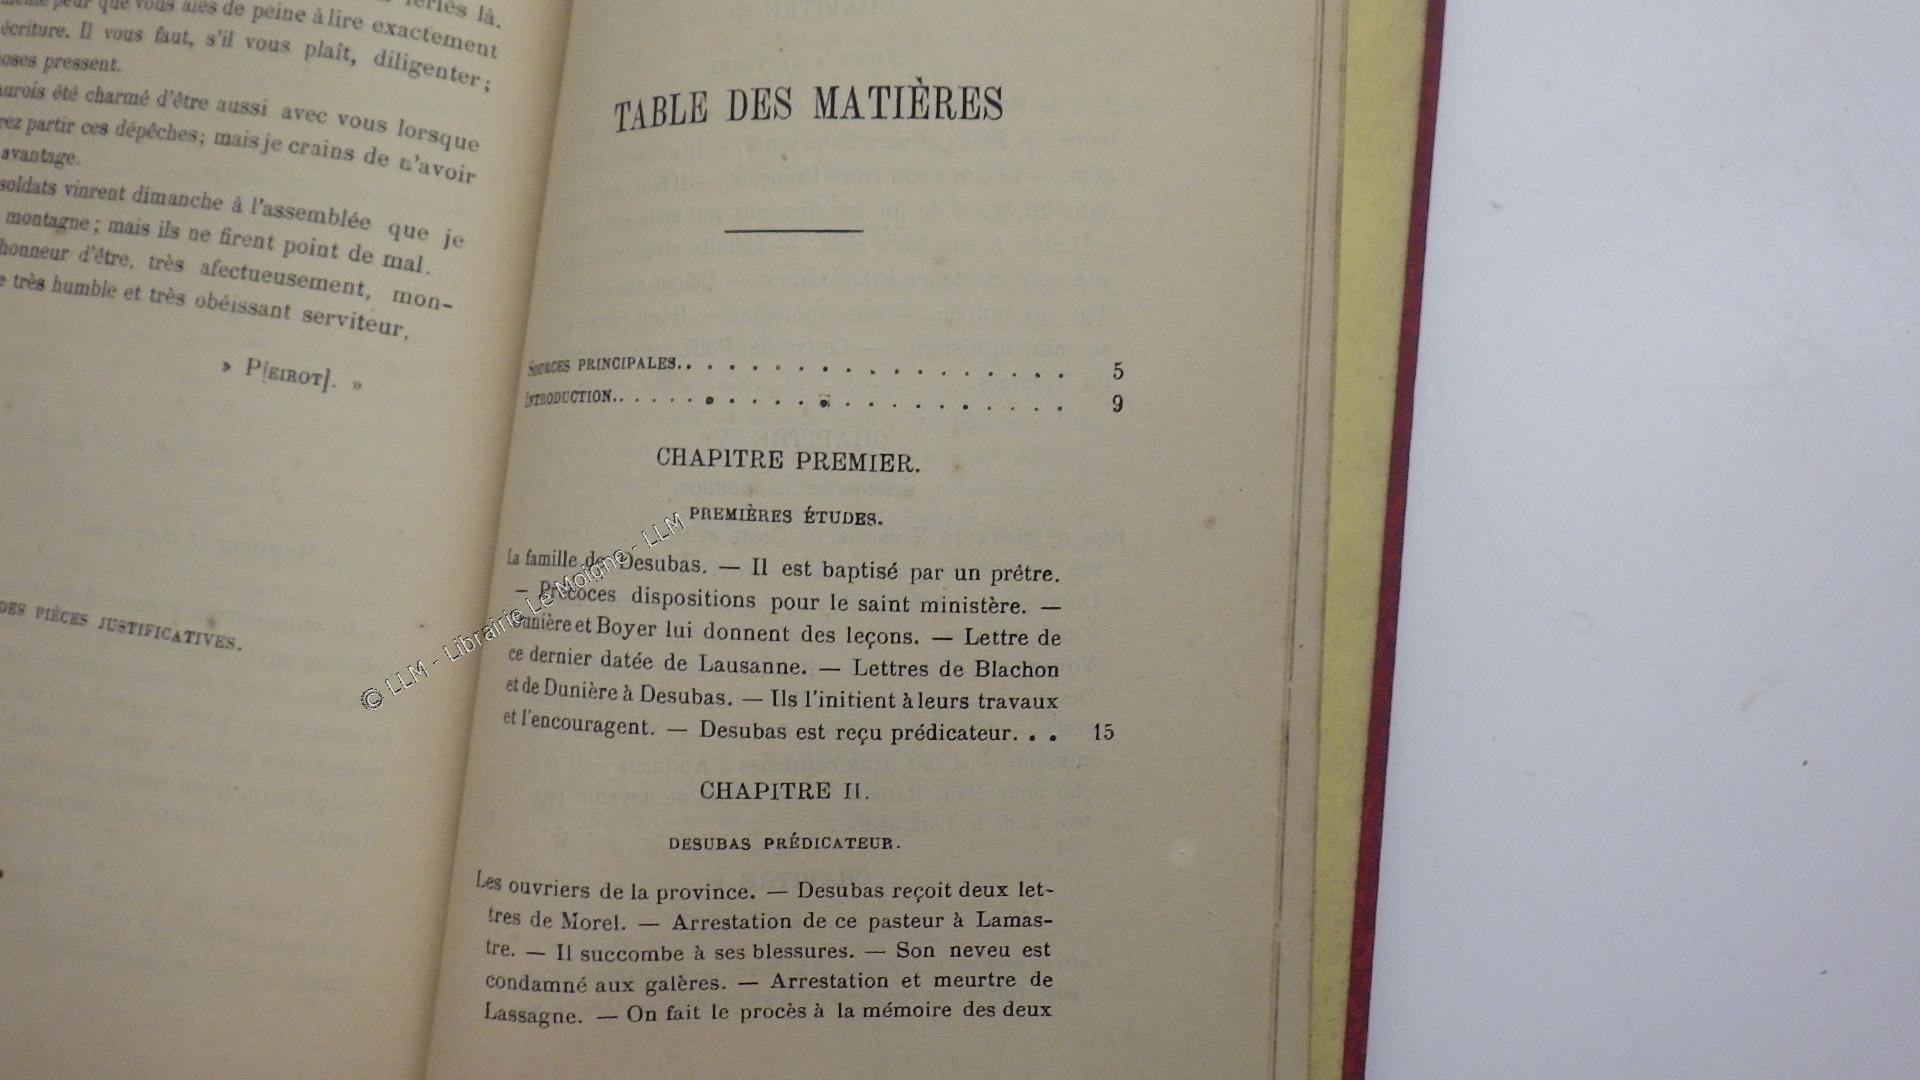 fériés là.
que vous aiés de peine à lire exactement
écriture. Il vous faut, s'il vous plaît, diligenter;
pressent.
été charmé d'être aussi avec vous lorsque
partir ces dépêches; mais je crains de n'avoir
avantage.
soldats vinrent dimanche à l'assemblée que je
montagne; mais ils ne firent point de mal.
honneur d'être, très afectueusement, mon-
très humble et très obéissant serviteur,
» P[EIROT]. »
DES PIÈCES JUSTIFICATIVES.
TABLE DES MATIÈRES
SOURCES PRINCIPALES. . . . . . . . . . . . . . . . . 5
INTRODUCTION. . . . . . . . . . . . . . . . . . . 9
CHAPITRE PREMIER.
PREMIÈRES ÉTUDES.
La famille de Desubas. — Il est baptisé par un prêtre.
— Précoces dispositions pour le saint ministère. —
Dunière et Boyer lui donnent des leçons. — Lettre de
ce dernier datée de Lausanne. — Lettres de Blachon
et de Dunière à Desubas. — Ils l'initient à leurs travaux
et l'encouragent. — Desubas est reçu prédicateur. . . 15
CHAPITRE II.
DESUBAS PRÉDICATEUR.
Les ouvriers de la province. — Desubas reçoit deux let-
tres de Morel. — Arrestation de ce pasteur à Lamas-
tre. — Il succombe à ses blessures. — Son neveu est
condamné aux galères. — Arrestation et meurtre de
Lassagne. — On fait le procès à la mémoire des deux
© LLM - Librairie Le Moigne - LLM